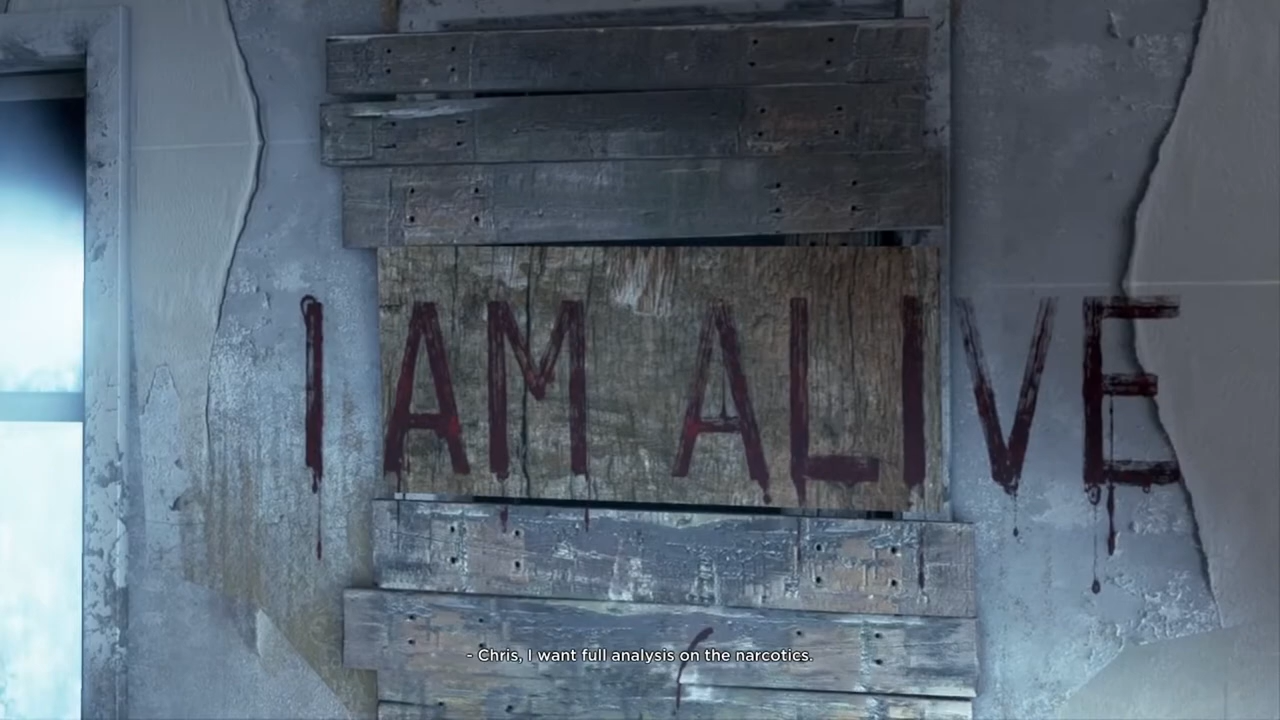 I AM ALIVE
- Chris, I want full analysis on the narcotics.